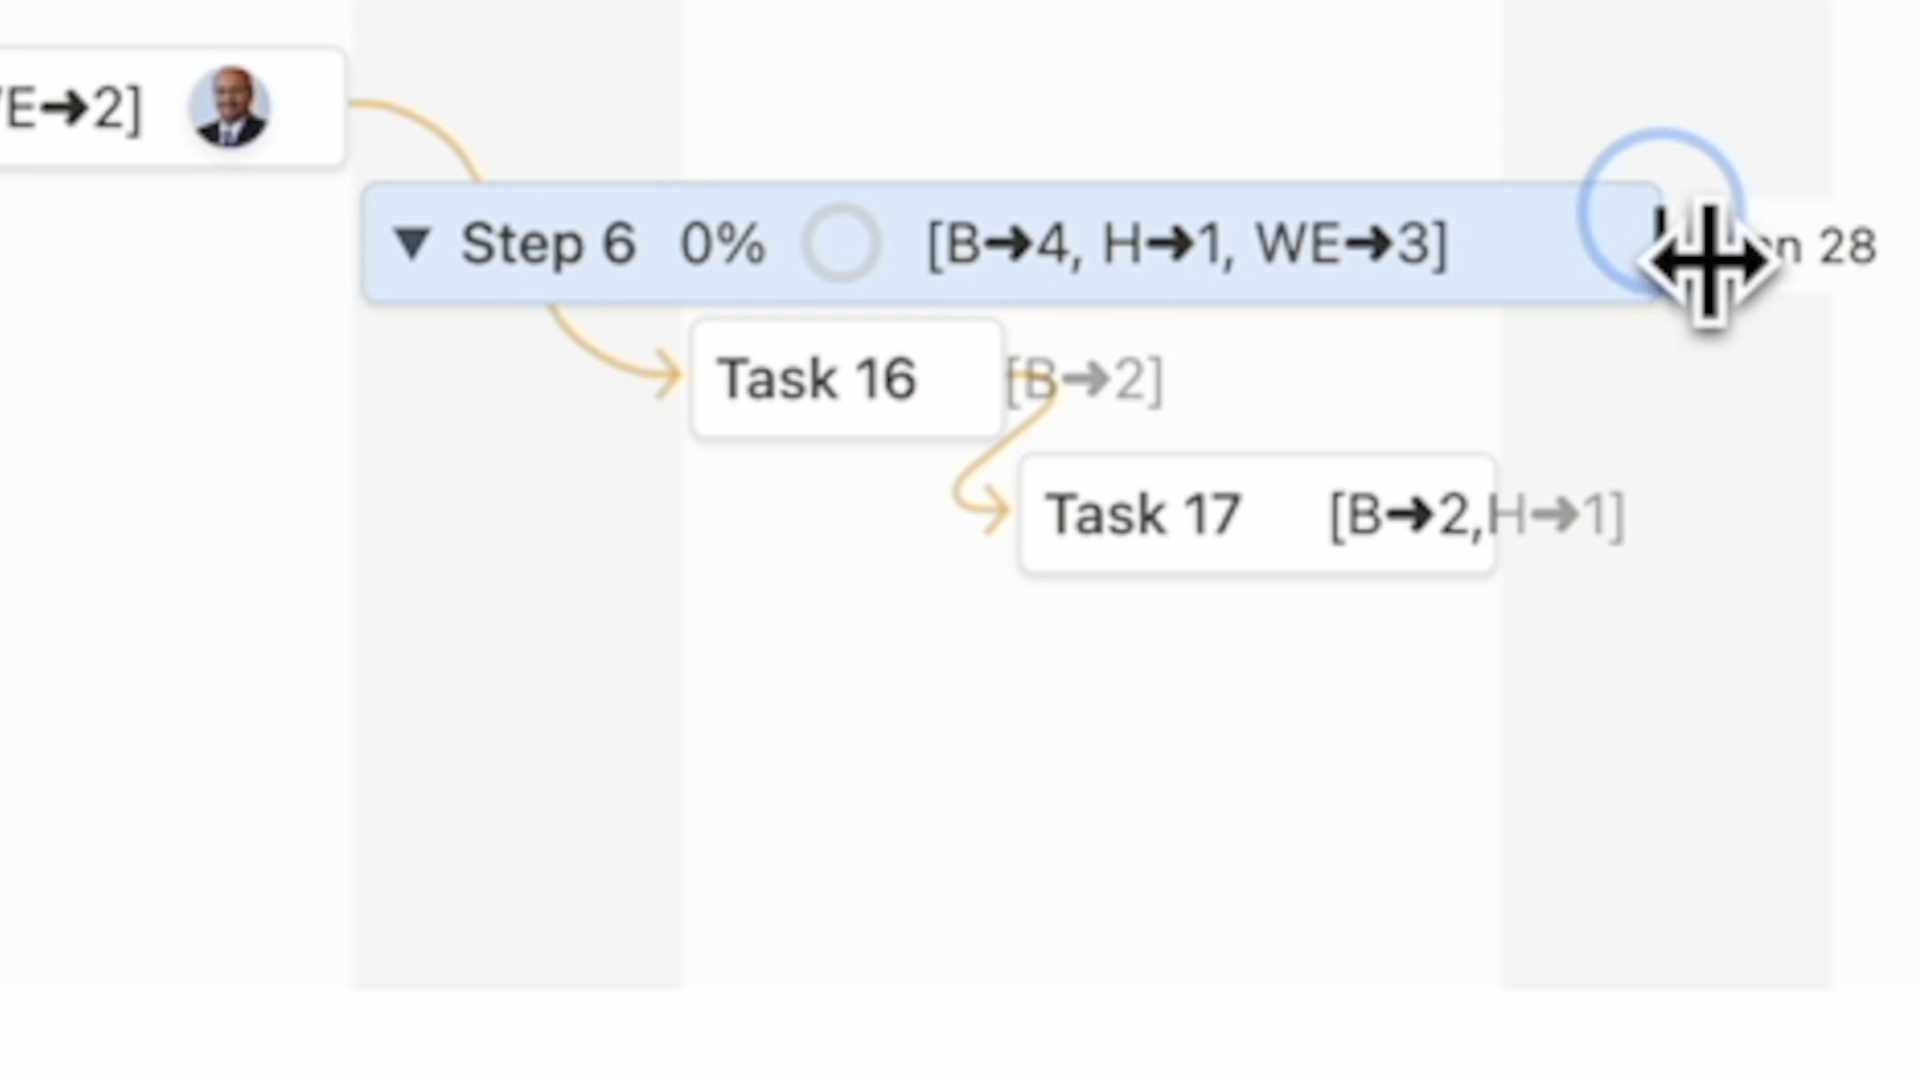 E➜2]
Step 6 0% [B➜4, H➜1, WE➜3]
28
Task 16 [B➜2]
Task 17 [B➜2,H➜1]